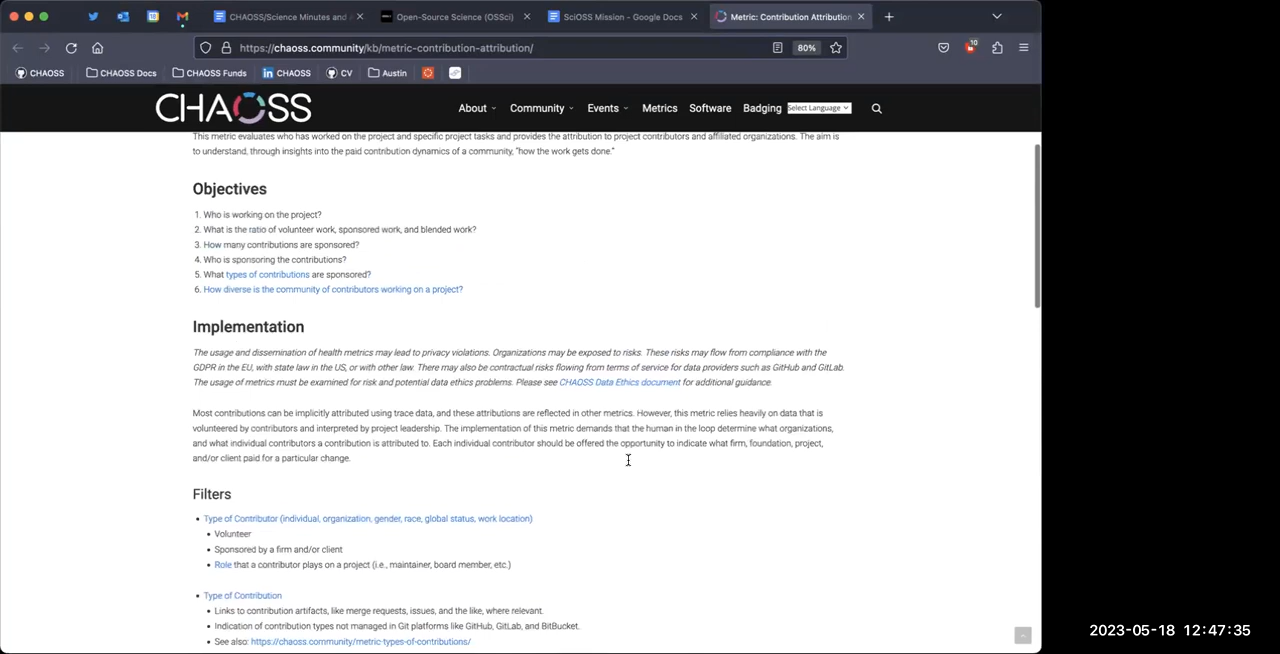 CHAOSS/Science Minutes and
Open-Source Science (OSSci)
SciOSS Mission - Google Docs
Metric: Contribution Attribution
https://chaoss.community/kb/metric-contribution-attribution/
80%
10
CHAOSS
CHAOSS Docs
CHAOSS Funds
CHAOSS
CV
Austin
CHAOSS
About
Community
Events
Metrics
Software
Badging
Select Language
This metric evaluates who has worked on the project and specific project tasks and provides the attribution to project contributors and affiliated organizations. The aim is
to understand, through insights into the paid contribution dynamics of a community, "how the work gets done."
Objectives
1. Who is working on the project?
2. What is the ratio of volunteer work, sponsored work, and blended work?
3. How many contributions are sponsored?
4. Who is sponsoring the contributions?
5. What types of contributions are sponsored?
6. How diverse is the community of contributors working on a project?
Implementation
The usage and dissemination of health metrics may lead to privacy violations. Organizations may be exposed to risks. These risks may flow from compliance with the
GDPR in the EU, with state law in the US, or with other law. There may also be contractual risks flowing from terms of service for data providers such as GitHub and GitLab.
The usage of metrics must be examined for risk and potential data ethics problems. Please see CHAOSS Data Ethics document for additional guidance.
Most contributions can be implicitly attributed using trace data, and these attributions are reflected in other metrics. However, this metric relies heavily on data that is
volunteered by contributors and interpreted by project leadership. The implementation of this metric demands that the human in the loop determine what organizations,
and what individual contributors a contribution is attributed to. Each individual contributor should be offered the opportunity to indicate what firm, foundation, project,
and/or client paid for a particular change.
Filters
• Type of Contributor (individual, organization, gender, race, global status, work location)
• Volunteer
• Sponsored by a firm and/or client
• Role that a contributor plays on a project (i.e., maintainer, board member, etc.)
• Type of Contribution
• Links to contribution artifacts, like merge requests, issues, and the like, where relevant.
• Indication of contribution types not managed in Git platforms like GitHub, GitLab, and BitBucket.
• See also: https://chaoss.community/metric-types-of-contributions/
2023-05-18 12:47:35